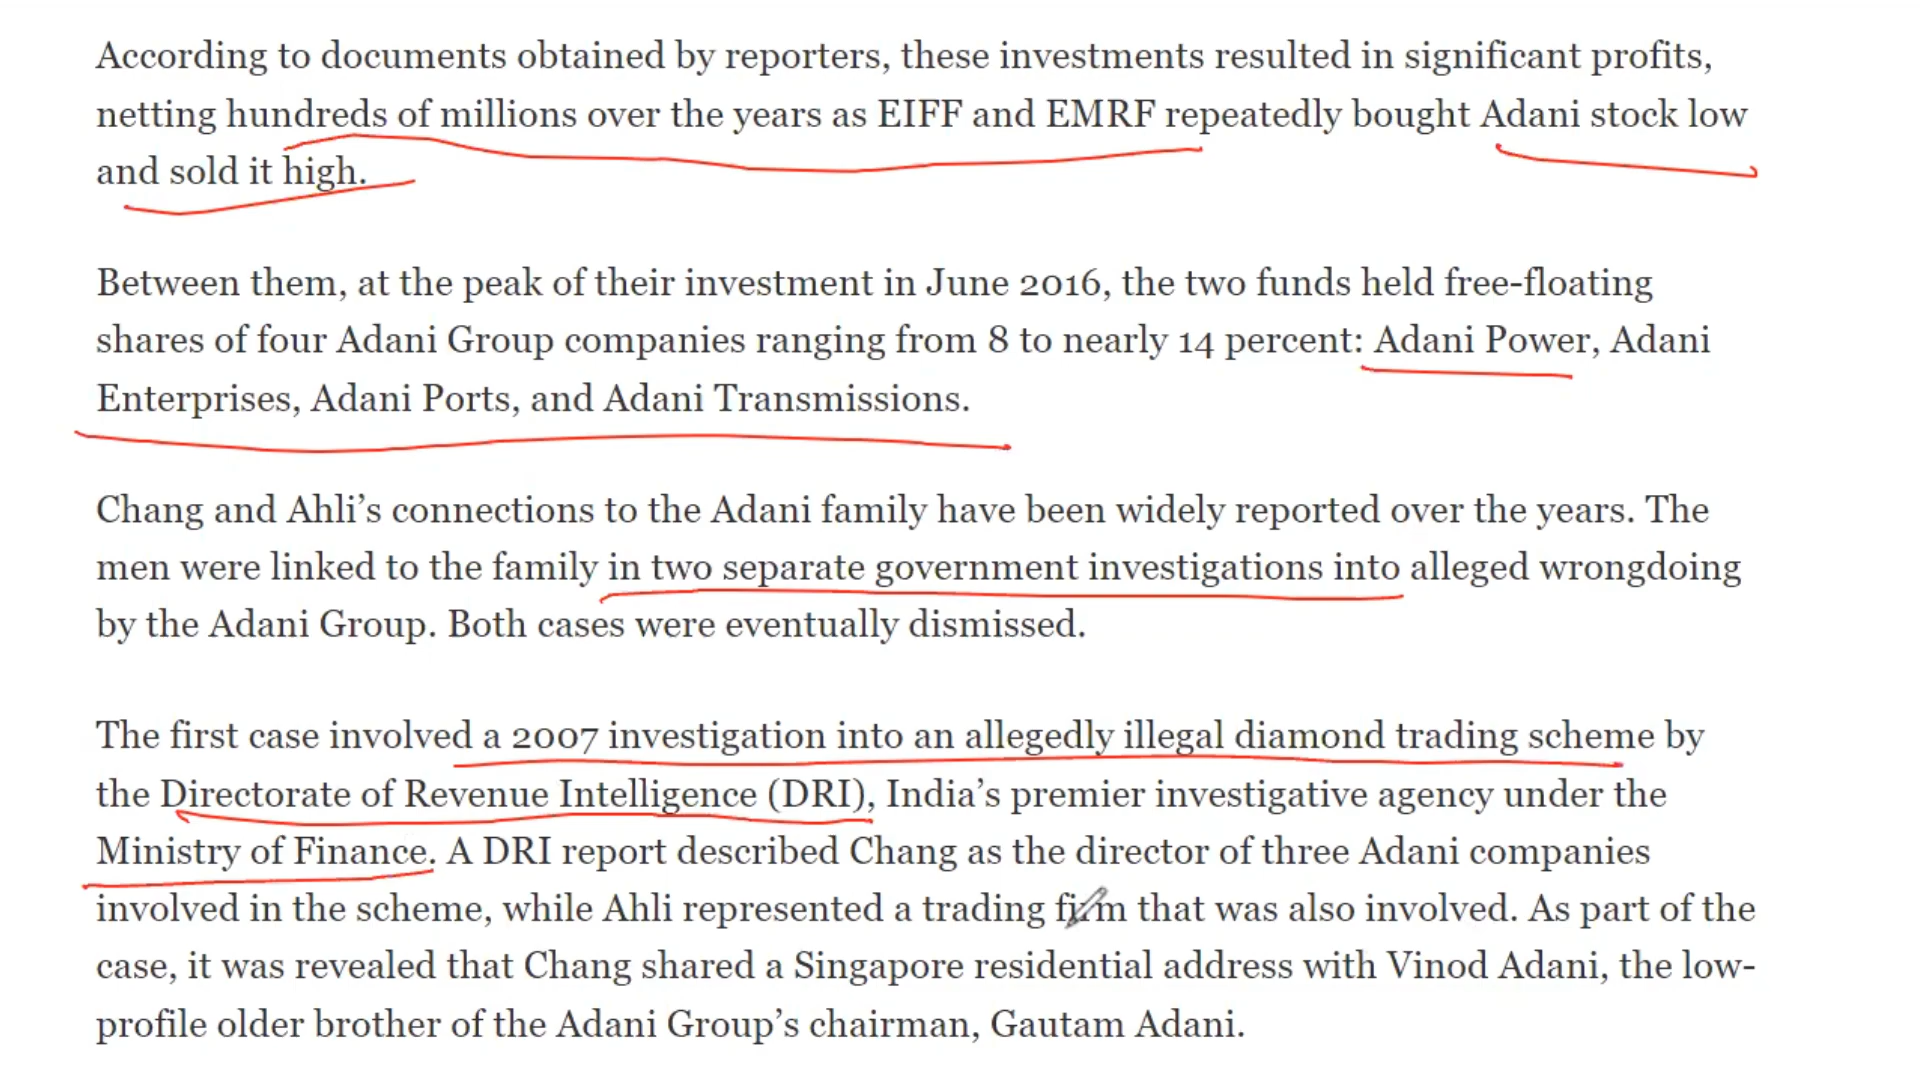 According to documents obtained by reporters, these investments resulted in significant profits,
netting hundreds of millions over the years as EIFF and EMRF repeatedly bought Adani stock low
and sold it high.
Between them, at the peak of their investment in June 2016, the two funds held free-floating
shares of four Adani Group companies ranging from 8 to nearly 14 percent: Adani Power, Adani
Enterprises, Adani Ports, and Adani Transmissions.
Chang and Ahli’s connections to the Adani family have been widely reported over the years. The
men were linked to the family in two separate government investigations into alleged wrongdoing
by the Adani Group. Both cases were eventually dismissed.
The first case involved a 2007 investigation into an allegedly illegal diamond trading scheme by
the Directorate of Revenue Intelligence (DRI), India’s premier investigative agency under the
Ministry of Finance. A DRI report described Chang as the director of three Adani companies
involved in the scheme, while Ahli represented a trading firm that was also involved. As part of the
case, it was revealed that Chang shared a Singapore residential address with Vinod Adani, the low-
profile older brother of the Adani Group’s chairman, Gautam Adani.